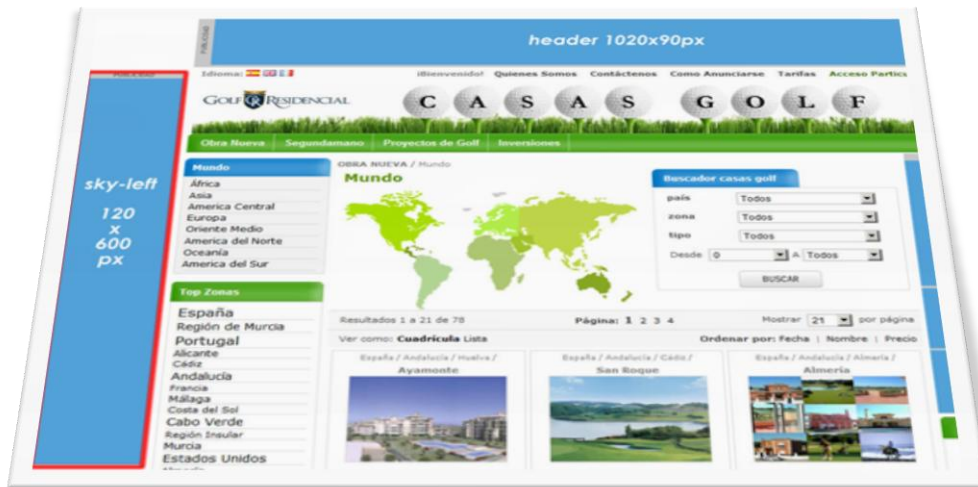 PUBLICIDAD
header 1020x90px
PUBLICIDAD
sky-left
120
x
600
px
Idioma:
¡Bienvenido! Quienes Somos Contáctenos Como Anunciarse Tarifas Acceso Partics
GOLF RESIDENCIAL
CASAS GOLF
Obra Nueva Segundamano Proyectos de Golf Inversiones
Mundo
África
Asia
America Central
Europa
Oriente Medio
America del Norte
Oceanía
America del Sur
Top Zonas
España
Región de Murcia
Portugal
Alicante
Cádiz
Andalucía
Francia
Málaga
Costa del Sol
Cabo Verde
Región Insular
Murcia
Estados Unidos
OBRA NUEVA / Mundo
Mundo
Buscador casas golf
país Todos
zona Todos
tipo Todos
Desde 0 A Todos
BUSCAR
Resultados 1 a 21 de 78 Página: 1 2 3 4 Mostrar 21 por página
Ver como: Cuadrícula Lista Ordenar por: Fecha | Nombre | Precio
España / Andalucía / Huelva /
Ayamonte
España / Andalucía / Cádiz /
San Roque
España / Andalucía / Almería /
Almería